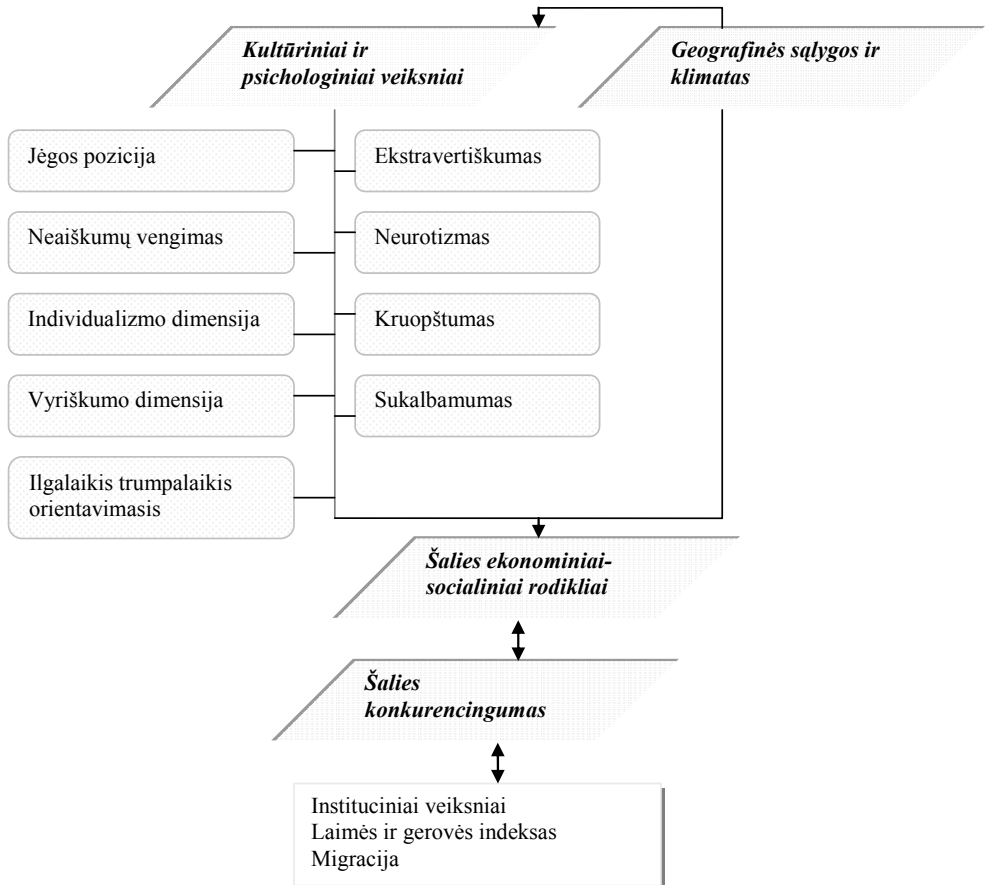 Kultūriniai ir
psichologiniai veiksniai
Geografinės sąlygos ir
klimatas
Jėgos pozicija
Ekstravertiškumas
Neaiškumų vengimas
Neurotizmas
Individualizmo dimensija
Kruopštumas
Vyriškumo dimensija
Sukalbamumas
Ilgalaikis trumpalaikis
orientavimasis
Šalies ekonominiai-
socialiniai rodikliai
Šalies
konkurencingumas
Instituciniai veiksniai
Laimės ir gerovės indeksas
Migracija